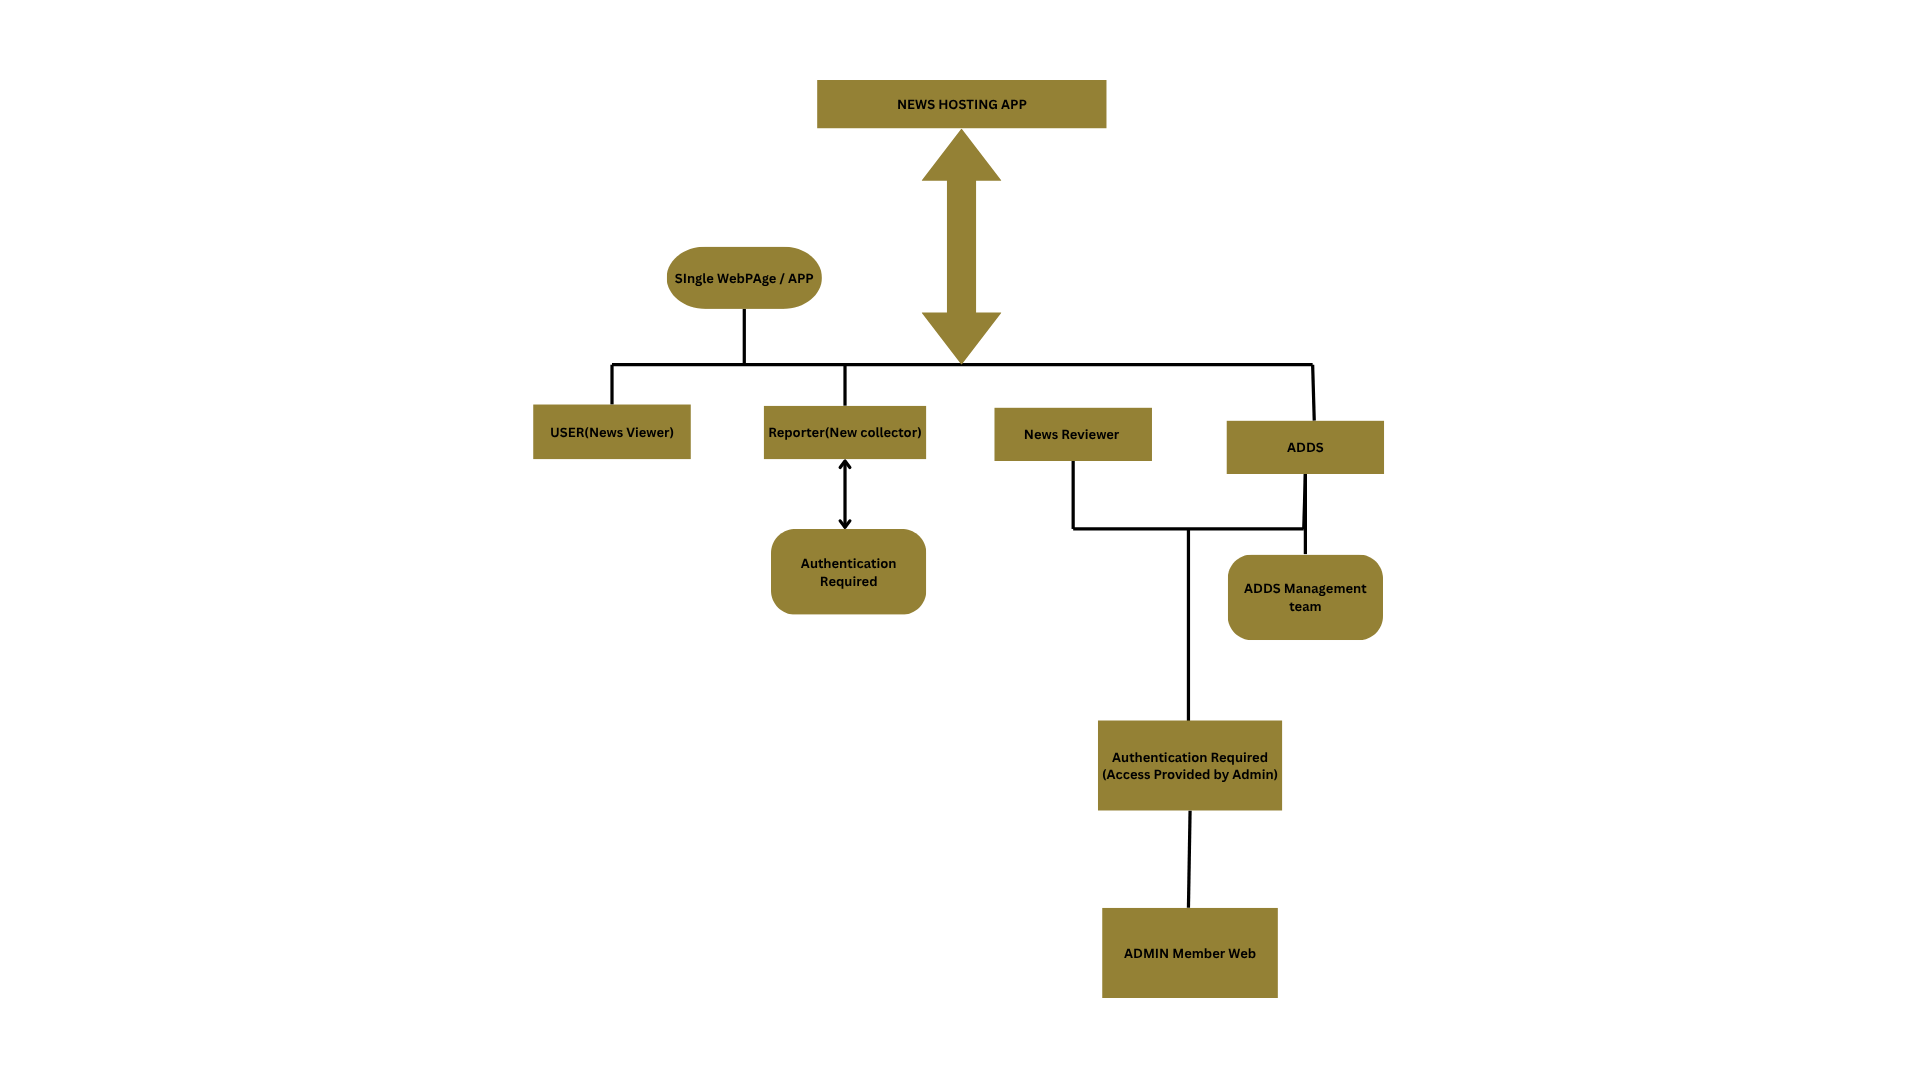 NEWS HOSTING APP
SIngle WebPAge / APP
USER(News Viewer)
Reporter(New collector)
News Reviewer
ADDS
Authentication
Required
ADDS Management
team
Authentication Required
(Access Provided by Admin)
ADMIN Member Web